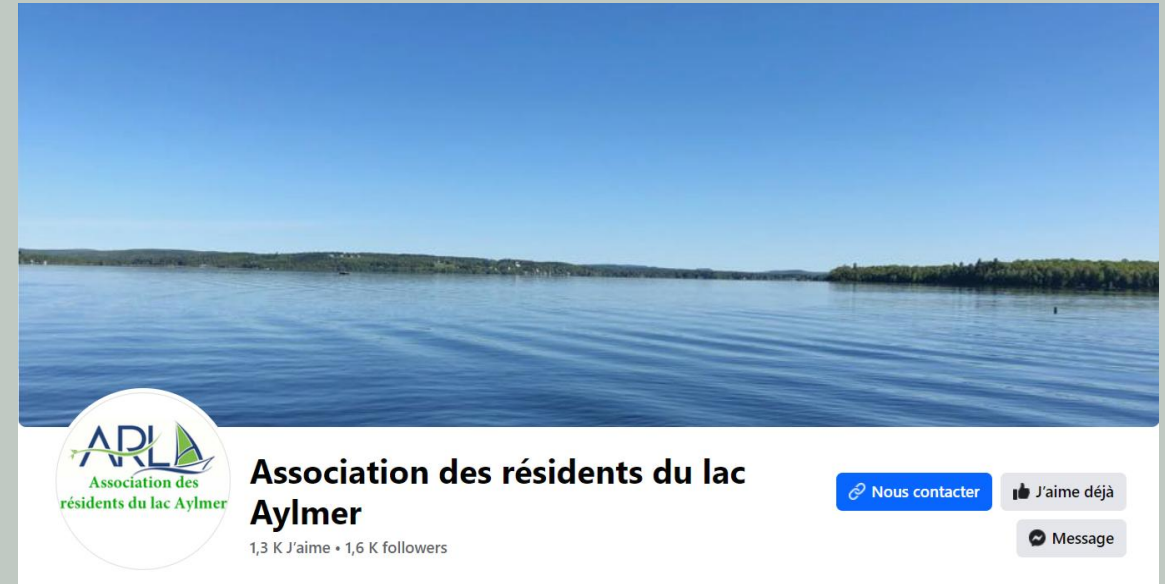 ARLA
Association des
résidents du lac Aylmer
Association des résidents du lac
Aylmer
1,3 K J’aime • 1,6 K followers
Nous contacter
J’aime déjà
Message